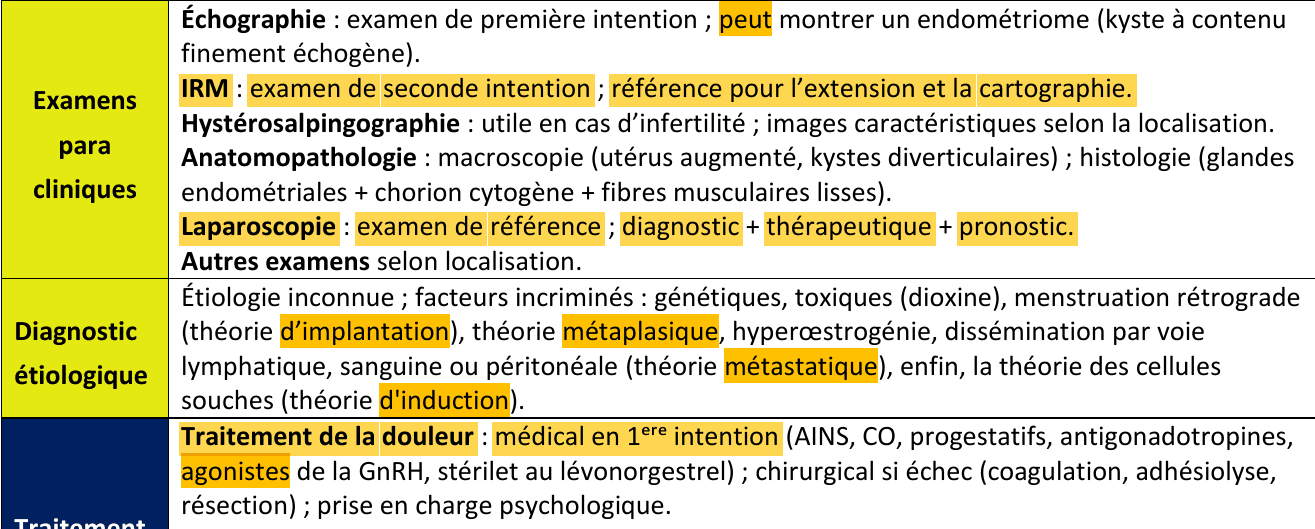 Échographie : examen de première intention ; peut montrer un endométriome (kyste à contenu
finement échogène).
IRM : examen de seconde intention ; référence pour l’extension et la cartographie.
Hystérosalpingographie : utile en cas d’infertilité ; images caractéristiques selon la localisation.
Anatomopathologie : macroscopie (utérus augmenté, kystes diverticulaires) ; histologie (glandes
endométriales + chorion cytogène + fibres musculaires lisses).
Laparoscopie : examen de référence ; diagnostic + thérapeutique + pronostic.
Autres examens selon localisation.
Examens
para
cliniques
Étiologie inconnue ; facteurs incriminés : génétiques, toxiques (dioxine), menstruation rétrograde
(théorie d’implantation), théorie métaplasique, hyperœstrogénie, dissémination par voie
lymphatique, sanguine ou péritonéale (théorie métastatique), enfin, la théorie des cellules
souches (théorie d'induction).
Diagnostic
étiologique
Traitement de la douleur : médical en 1ere intention (AINS, CO, progestatifs, antigonadotropines,
agonistes de la GnRH, stérilet au lévonorgestrel) ; chirurgical si échec (coagulation, adhésiolyse,
résection) ; prise en charge psychologique.
Traitement